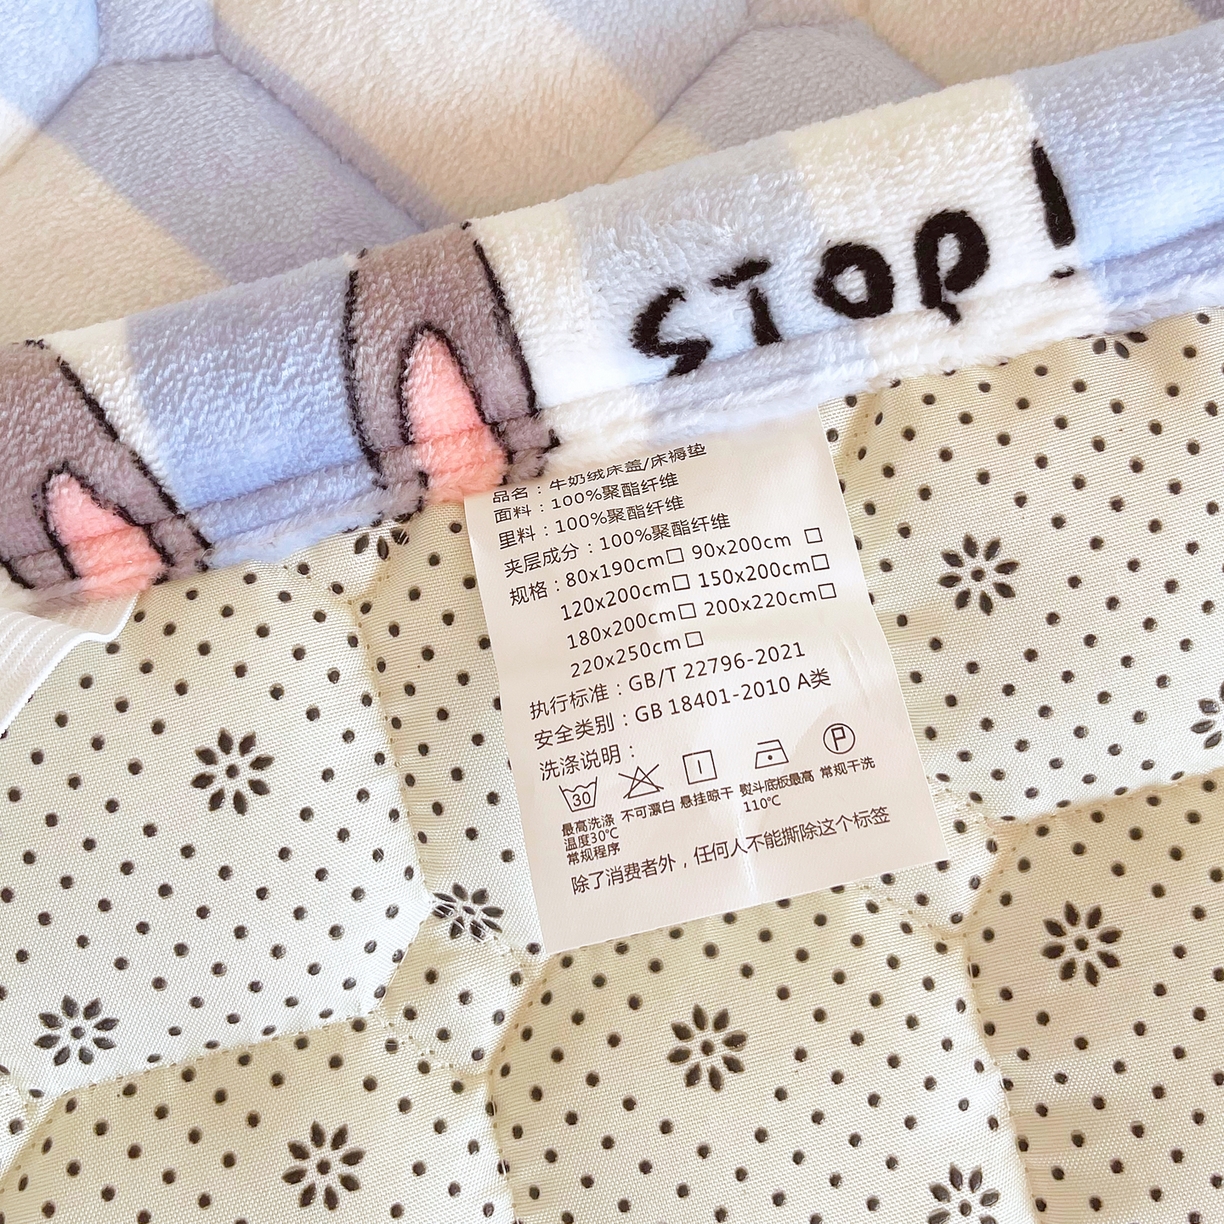 STOP!
品名：牛奶绒床盖/床褥垫
面料：100%聚酯纤维
里料：100%聚酯纤维
夹层成分：100%聚酯纤维
规格：80x190cm□ 90x200cm □
120x200cm□ 150x200cm□
180x200cm□ 200x220cm□
220x250cm□
执行标准：GB/T 22796-2021
安全类别：GB 18401-2010 A类
洗涤说明：
30
P
最高洗涤温度30℃常规程序
不可漂白
悬挂晾干
熨斗底板最高110℃
常规干洗
除了消费者外，任何人不能撕除这个标签